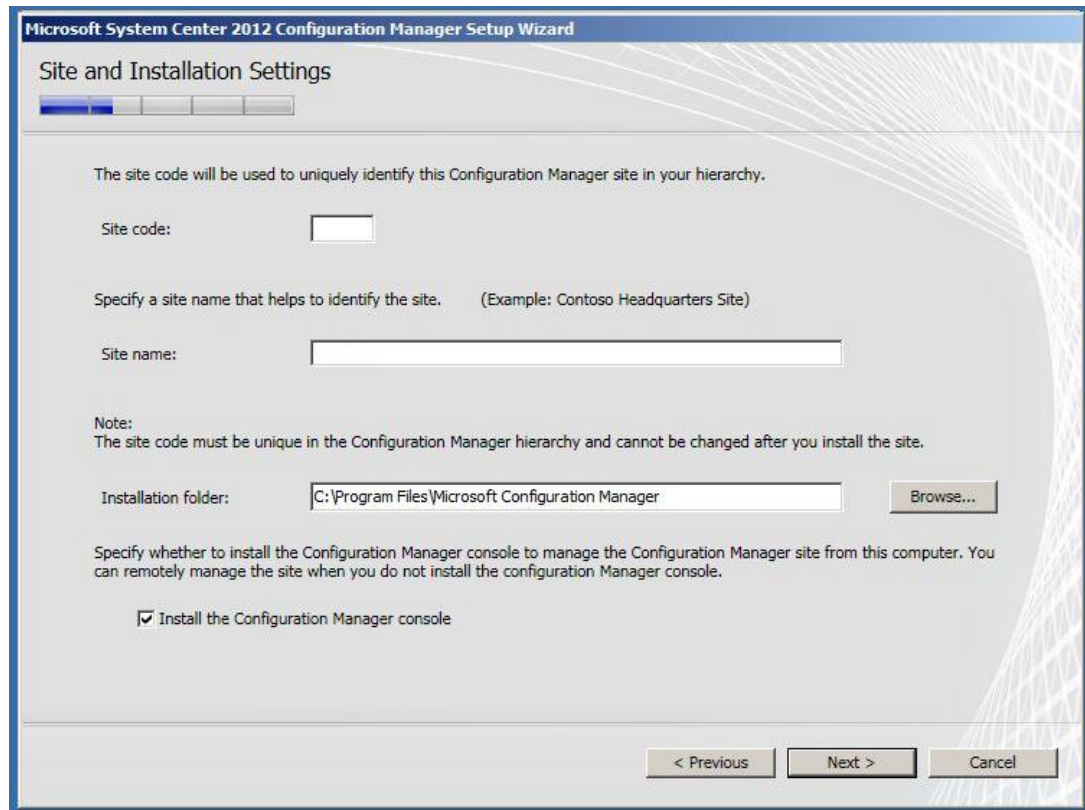 Microsoft System Center 2012 Configuration Manager Setup Wizard
Site and Installation Settings
The site code will be used to uniquely identify this Configuration Manager site in your hierarchy.
Site code:
Specify a site name that helps to identify the site. (Example: Contoso Headquarters Site)
Site name:
Note:
The site code must be unique in the Configuration Manager hierarchy and cannot be changed after you install the site.
Installation folder: C:\Program Files\Microsoft Configuration Manager Browse...
Specify whether to install the Configuration Manager console to manage the Configuration Manager site from this computer. You
can remotely manage the site when you do not install the configuration Manager console.
Install the Configuration Manager console
< Previous Next > Cancel